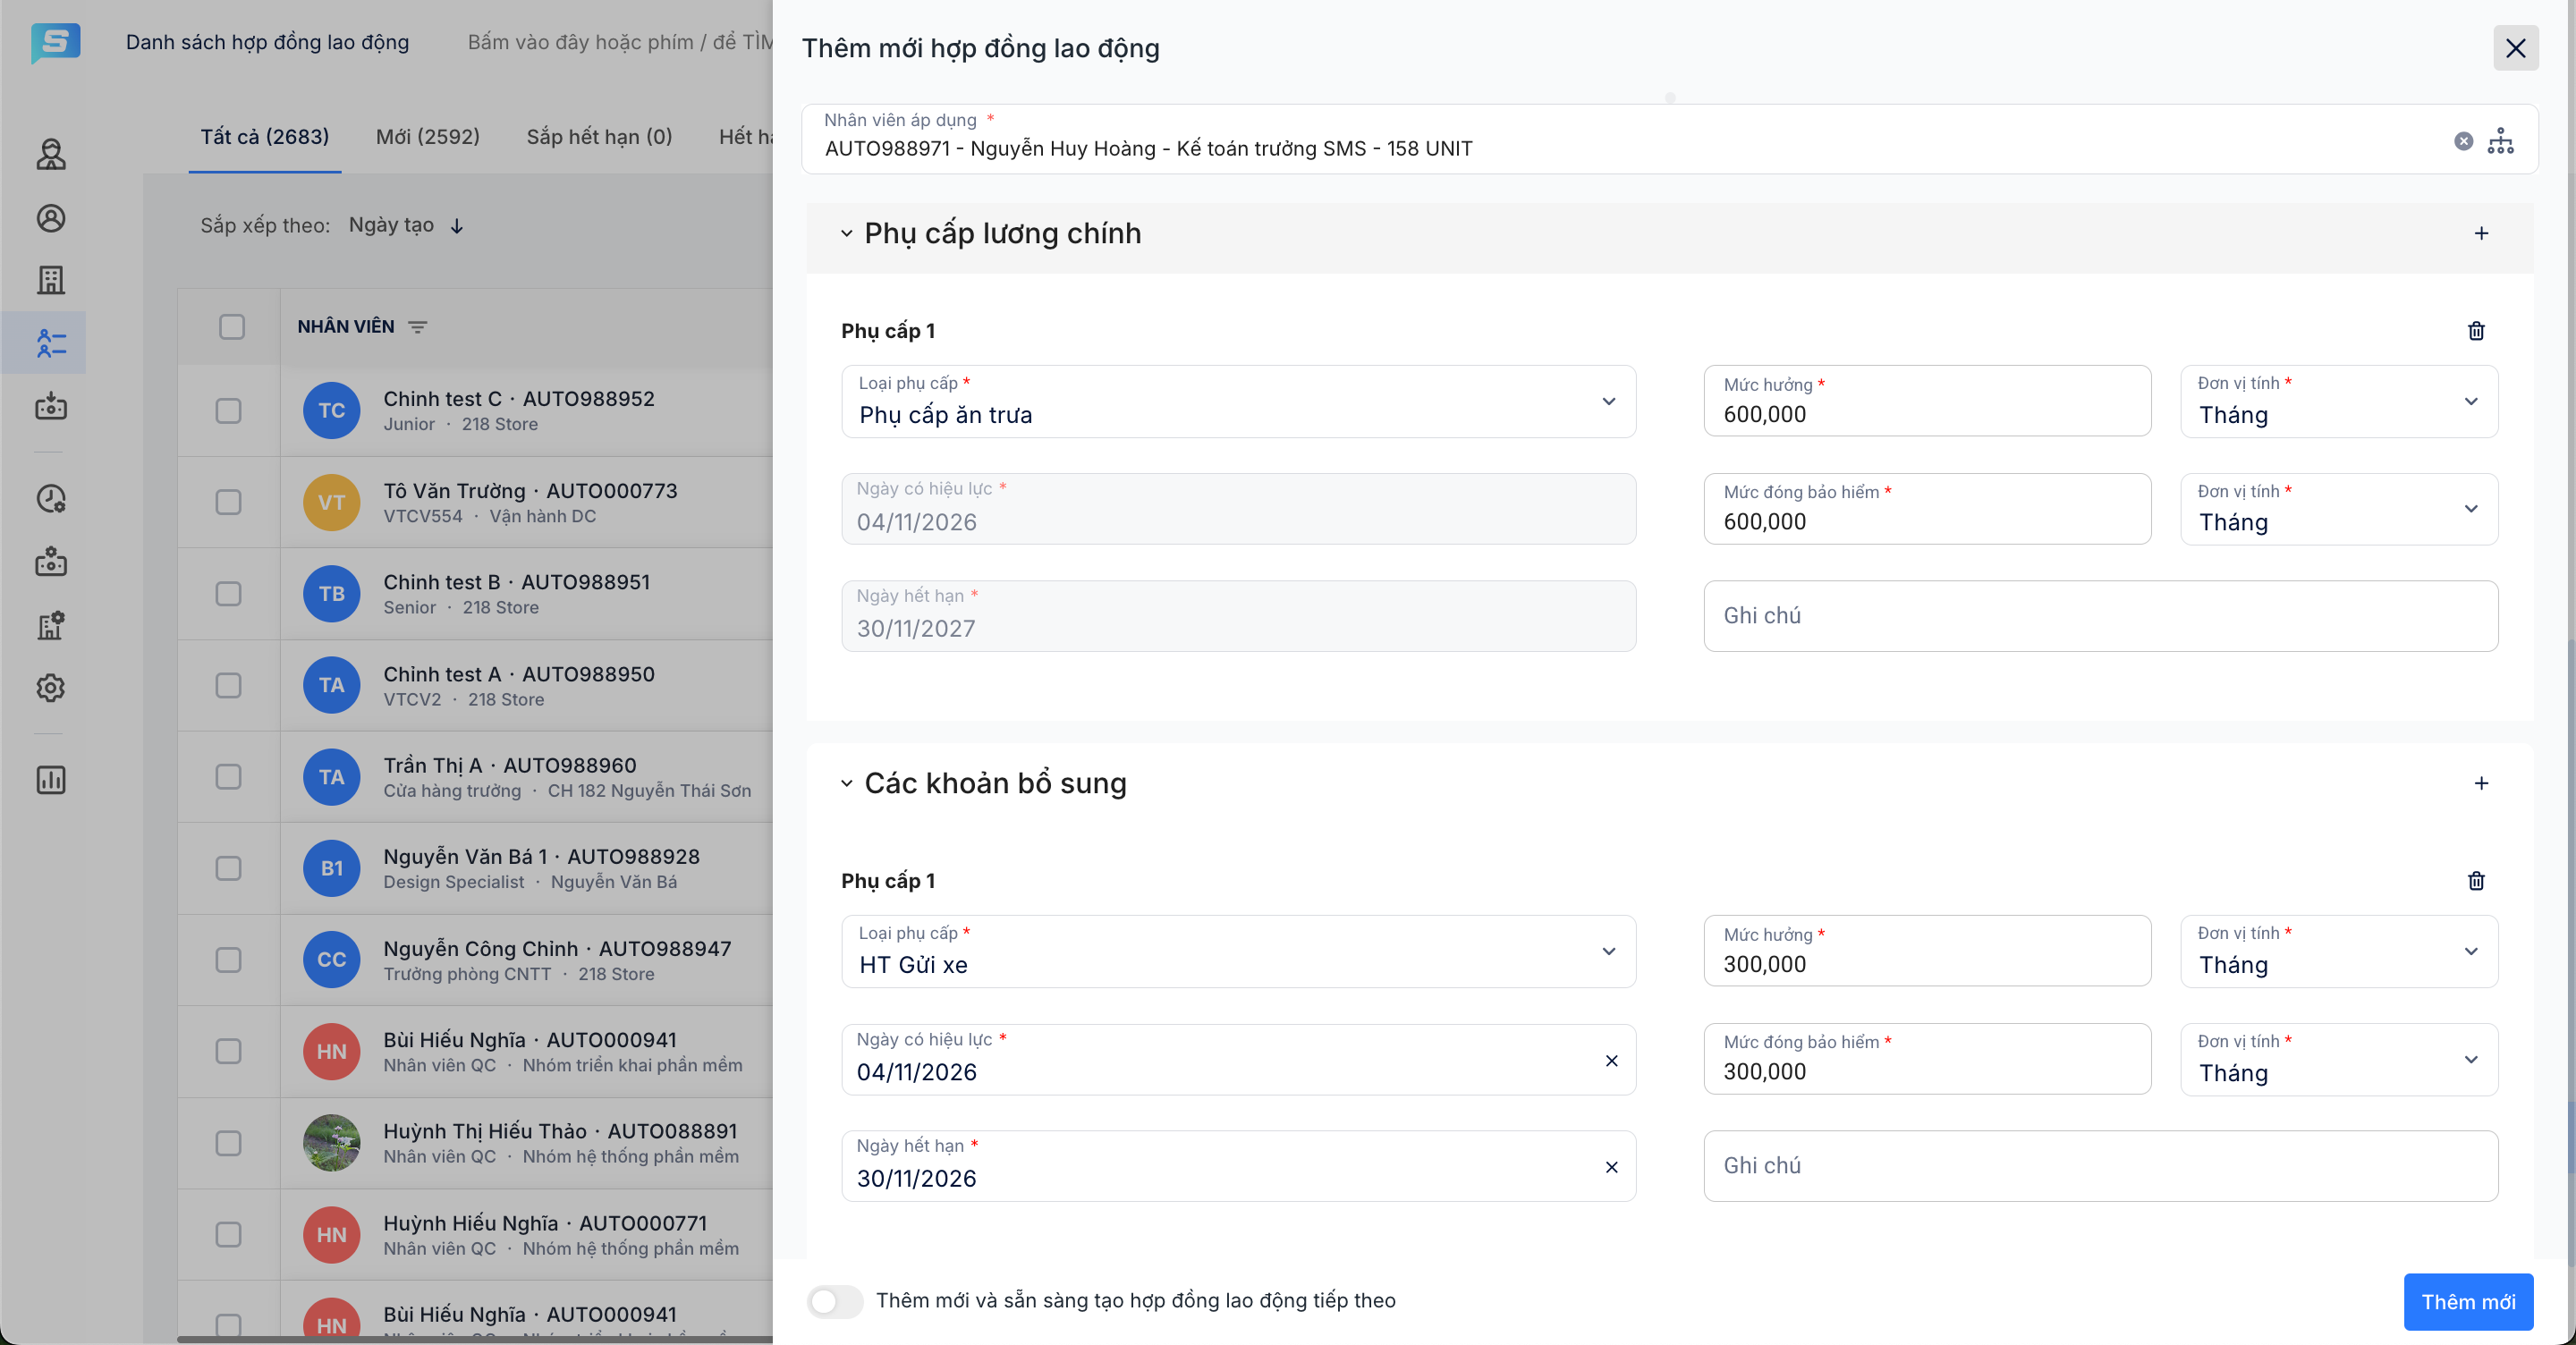 S
Danh sách hợp đồng lao động
Bấm vào đây hoặc phím / để TÌM
Tất cả (2683)
Mới (2592)
Sắp hết hạn (0)
Hết hạ
Sắp xếp theo: Ngày tạo
NHÂN VIÊN
TC
Chinh test C · AUTO988952
Junior · 218 Store
VT
Tô Văn Trường · AUTO000773
VTCV554 · Vận hành DC
TB
Chinh test B · AUTO988951
Senior · 218 Store
TA
Chỉnh test A · AUTO988950
VTCV2 · 218 Store
TA
Trần Thị A · AUTO988960
Cửa hàng trưởng · CH 182 Nguyễn Thái Sơn
B1
Nguyễn Văn Bá 1 · AUTO988928
Design Specialist · Nguyễn Văn Bá
CC
Nguyễn Công Chỉnh · AUTO988947
Trưởng phòng CNTT · 218 Store
HN
Bùi Hiếu Nghĩa · AUTO000941
Nhân viên QC · Nhóm triển khai phần mềm
Huỳnh Thị Hiếu Thảo · AUTO088891
Nhân viên QC · Nhóm hệ thống phần mềm
HN
Huỳnh Hiếu Nghĩa · AUTO000771
Nhân viên QC · Nhóm hệ thống phần mềm
HN
Bùi Hiếu Nghĩa · AUTO000941
Thêm mới hợp đồng lao động
Nhân viên áp dụng *
AUTO988971 - Nguyễn Huy Hoàng - Kế toán trưởng SMS - 158 UNIT
Phụ cấp lương chính
Phụ cấp 1
Loại phụ cấp *
Phụ cấp ăn trưa
Mức hưởng *
600,000
Đơn vị tính *
Tháng
Ngày có hiệu lực *
04/11/2026
Mức đóng bảo hiểm *
600,000
Đơn vị tính *
Tháng
Ngày hết hạn *
30/11/2027
Ghi chú
Các khoản bổ sung
Phụ cấp 1
Loại phụ cấp *
HT Gửi xe
Mức hưởng *
300,000
Đơn vị tính *
Tháng
Ngày có hiệu lực *
04/11/2026
Mức đóng bảo hiểm *
300,000
Đơn vị tính *
Tháng
Ngày hết hạn *
30/11/2026
Ghi chú
Thêm mới và sẵn sàng tạo hợp đồng lao động tiếp theo
Thêm mới